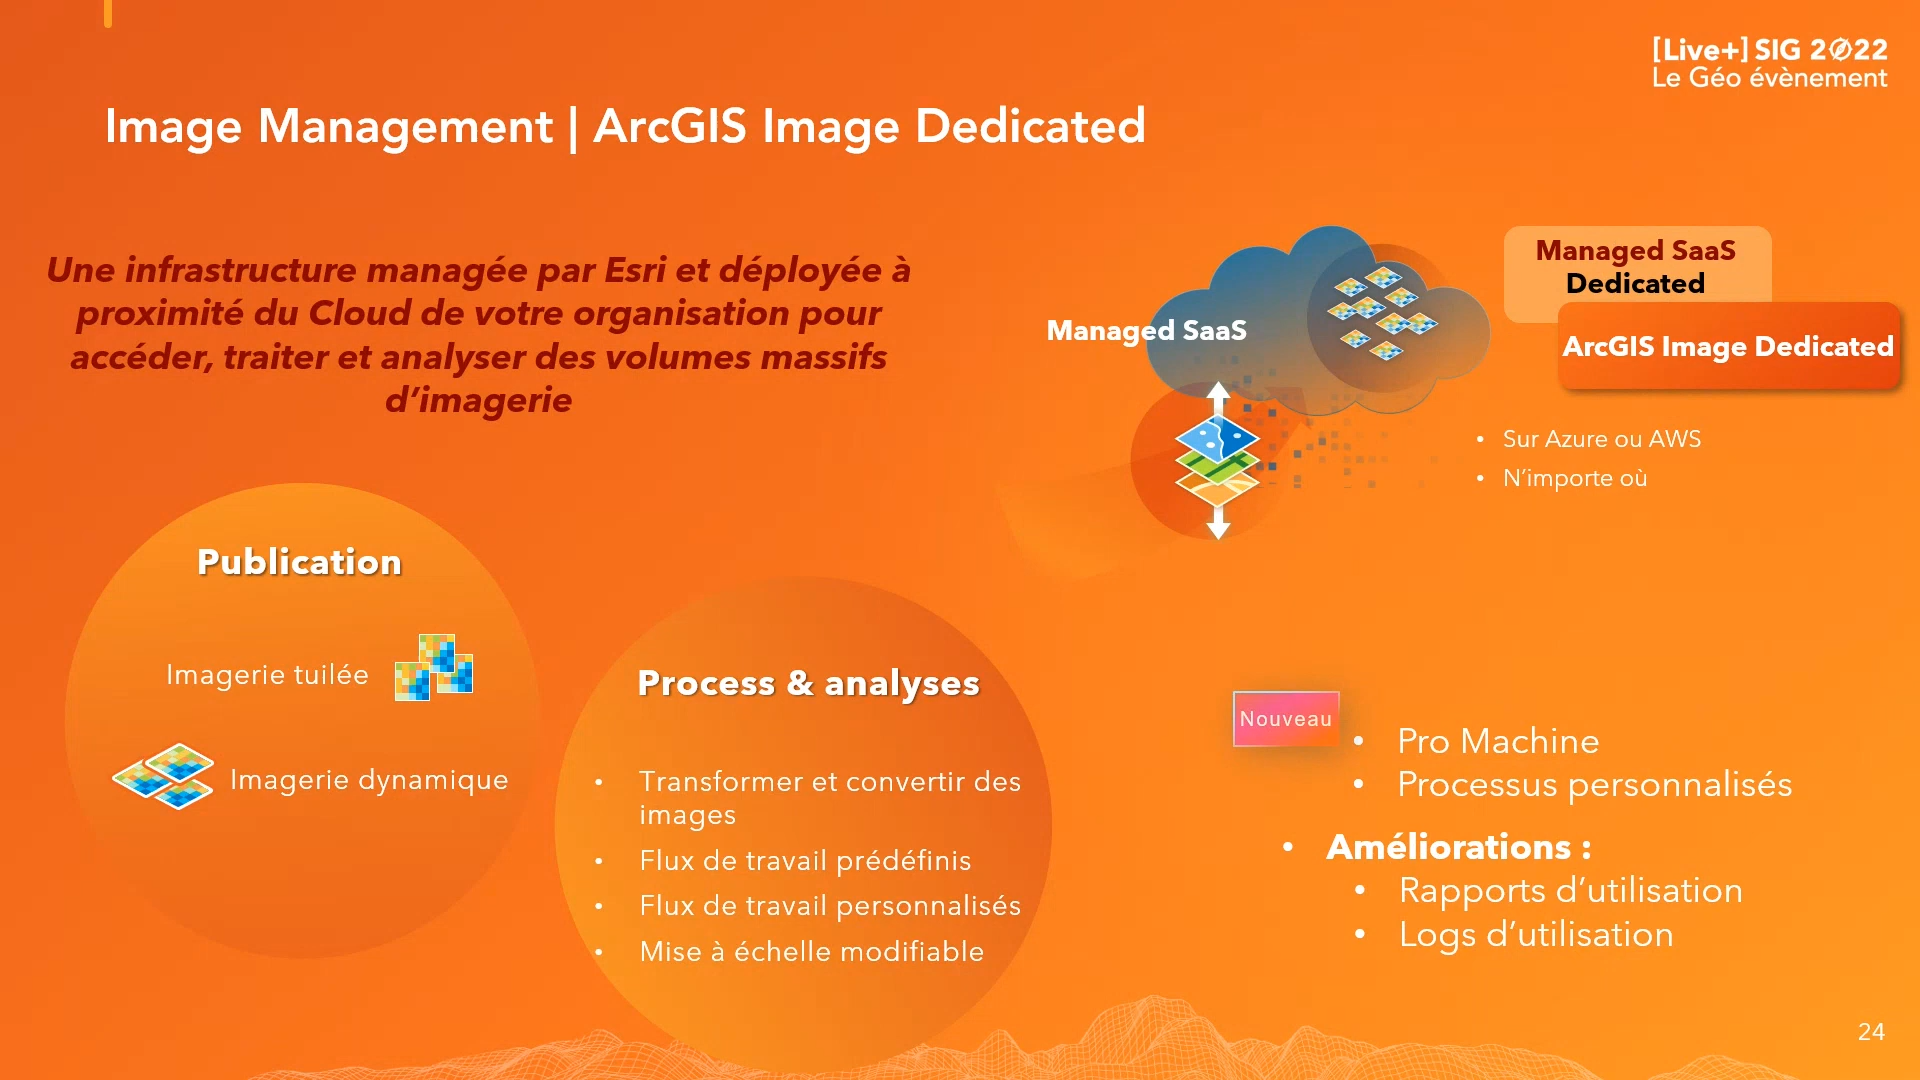 [Live+] SIG 2022
Le Géo évènement
Image Management | ArcGIS Image Dedicated
Une infrastructure managée par Esri et déployée à
proximité du Cloud de votre organisation pour
accéder, traiter et analyser des volumes massifs
d’imagerie
Managed SaaS
Managed SaaS
Dedicated
ArcGIS Image Dedicated
• Sur Azure ou AWS
• N’importe où
Publication
Imagerie tuilée
Imagerie dynamique
Process & analyses
• Transformer et convertir des
images
• Flux de travail prédéfinis
• Flux de travail personnalisés
• Mise à échelle modifiable
Nouveau
• Pro Machine
• Processus personnalisés
• Améliorations :
• Rapports d’utilisation
• Logs d’utilisation
24